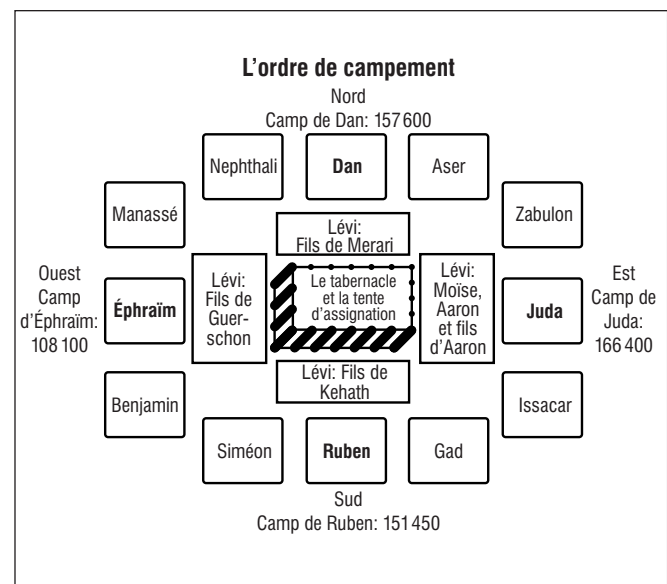 L'ordre de campement
Nord
Camp de Dan: 157 600
Nephthali
Dan
Aser
Manassé
Zabulon
Lévi:
Fils de Merari
Ouest
Camp
d'Éphraïm:
108 100
Éphraïm
Lévi:
Fils de
Guer-
schon
Le tabernacle
et la tente
d'assignation
Lévi:
Moïse,
Aaron
et fils
d'Aaron
Juda
Est
Camp de
Juda:
166 400
Benjamin
Lévi: Fils de
Kehath
Issacar
Siméon
Ruben
Gad
Sud
Camp de Ruben: 151 450